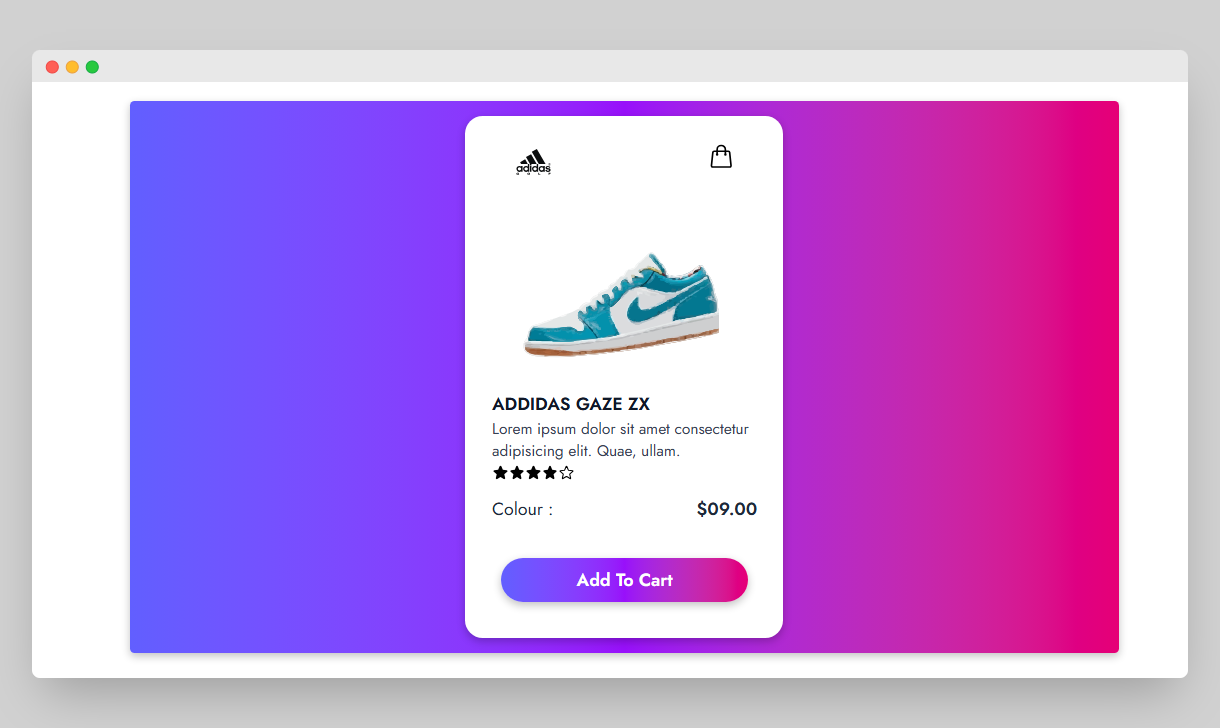 adidas
ADDIDAS GAZE ZX
Lorem ipsum dolor sit amet consectetur
adipisicing elit. Quae, ullam.
Colour :
$09.00
Add To Cart